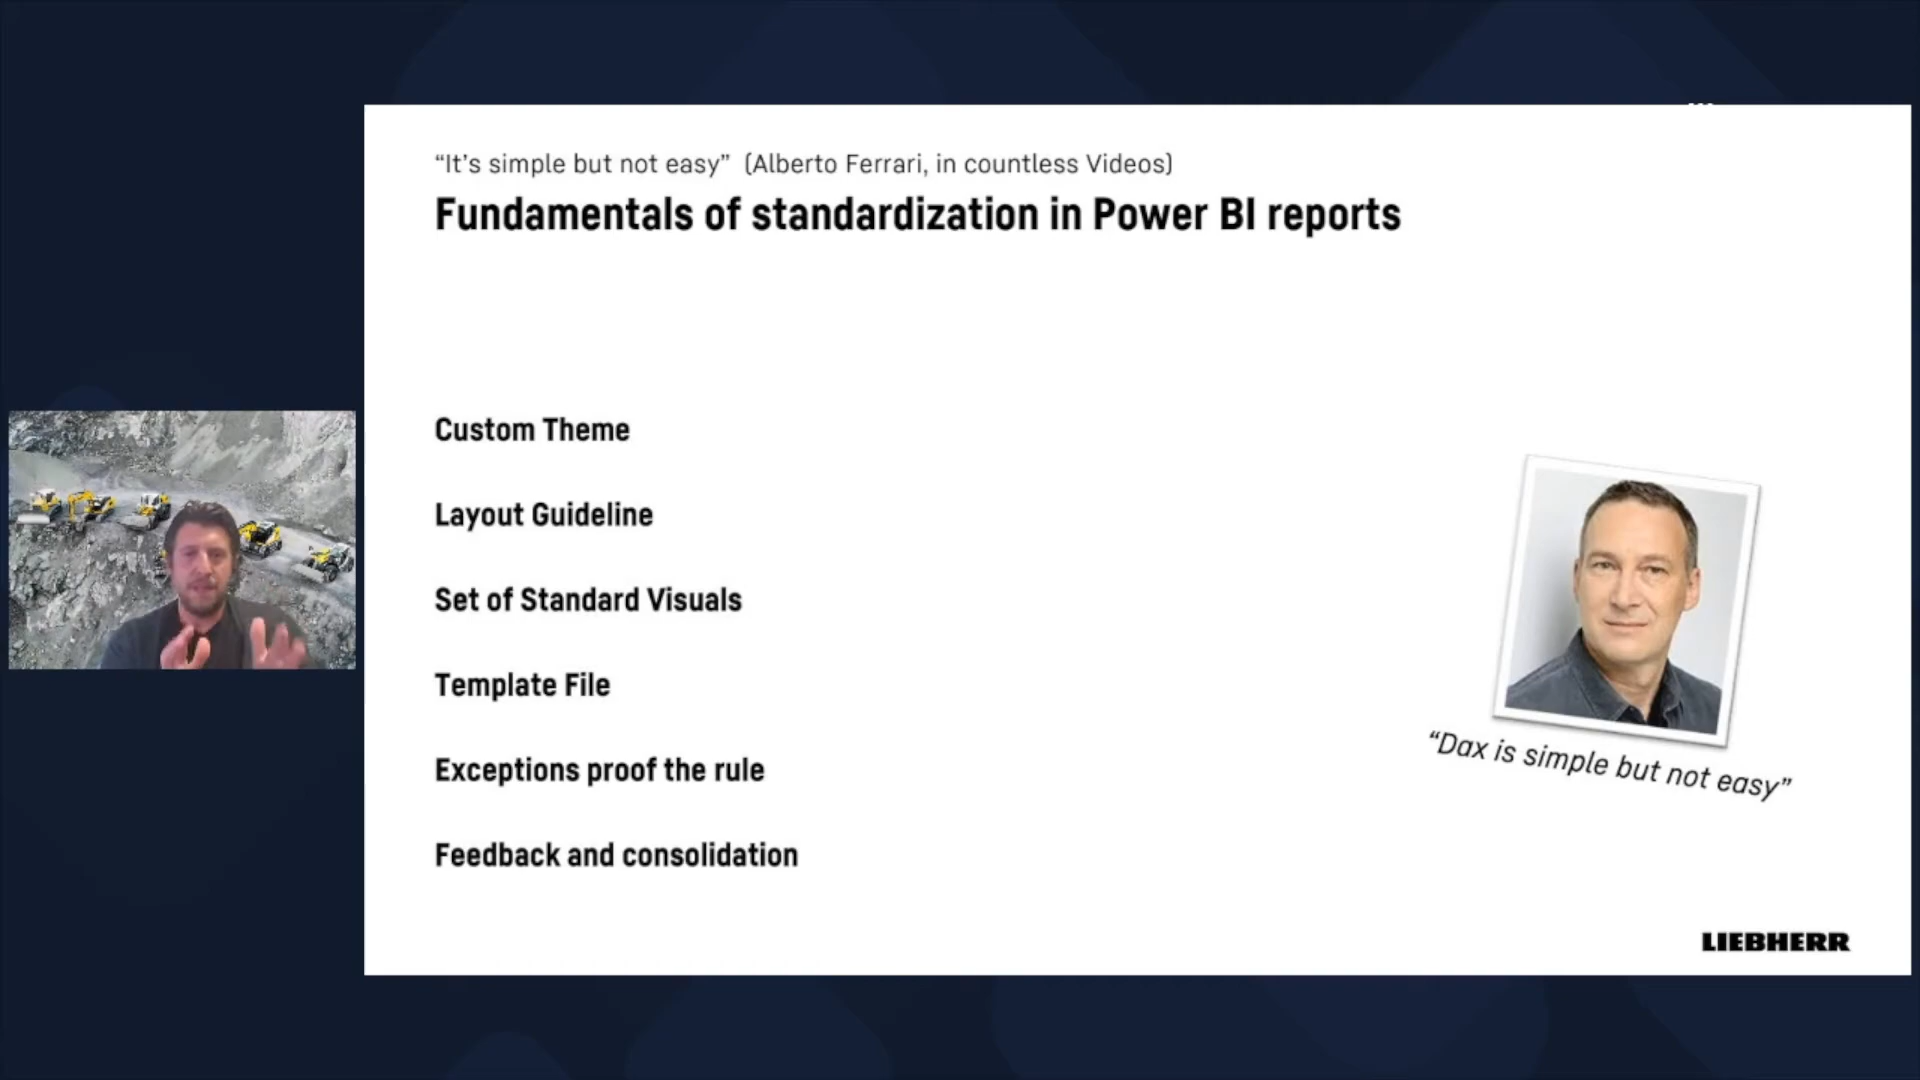 “It’s simple but not easy” (Alberto Ferrari, in countless Videos)
Fundamentals of standardization in Power BI reports
Custom Theme
Layout Guideline
Set of Standard Visuals
Template File
Exceptions proof the rule
Feedback and consolidation
“Dax is simple but not easy”
LIEBHERR